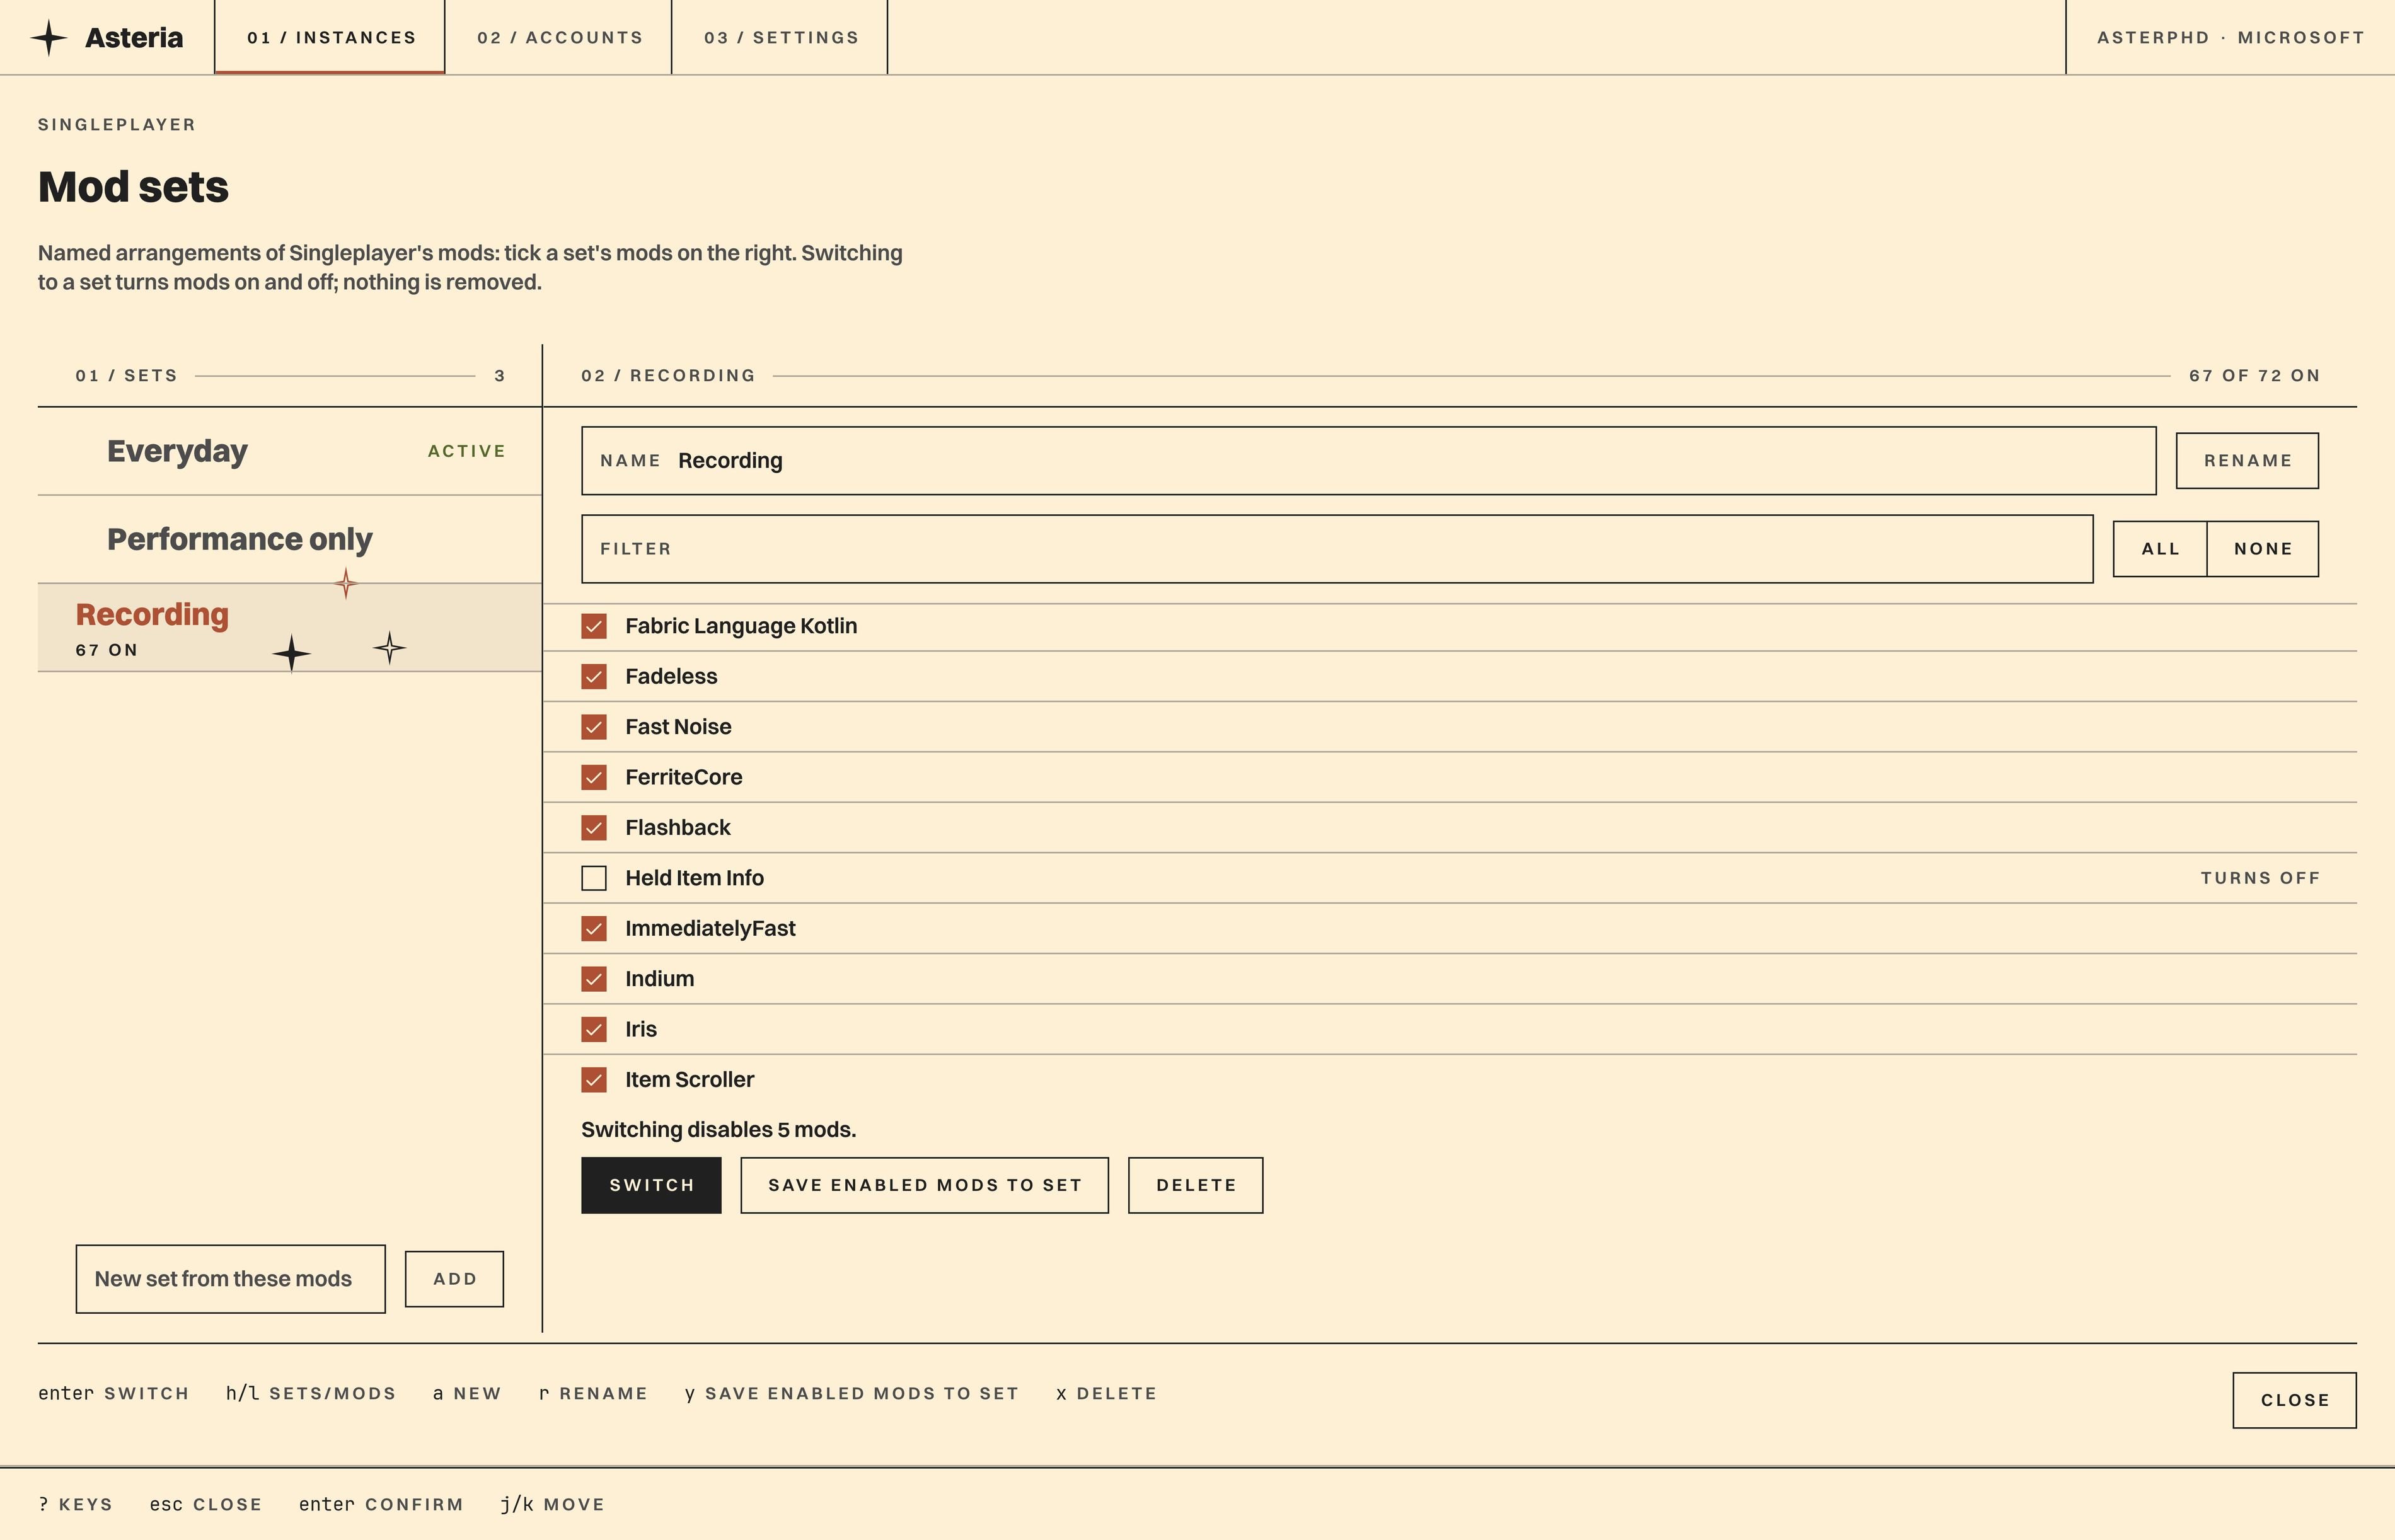 Asteria
01 / INSTANCES
02 / ACCOUNTS
03 / SETTINGS
ASTERPHD · MICROSOFT
SINGLEPLAYER
Mod sets
Named arrangements of Singleplayer's mods: tick a set's mods on the right. Switching
to a set turns mods on and off; nothing is removed.
01 / SETS
3
Everyday
ACTIVE
Performance only
Recording
67 ON
New set from these mods
ADD
02 / RECORDING
67 OF 72 ON
NAME Recording
RENAME
FILTER
ALL
NONE
Fabric Language Kotlin
Fadeless
Fast Noise
FerriteCore
Flashback
Held Item Info
TURNS OFF
ImmediatelyFast
Indium
Iris
Item Scroller
Switching disables 5 mods.
SWITCH
SAVE ENABLED MODS TO SET
DELETE
enter SWITCH
h/l SETS/MODS
a NEW
r RENAME
y SAVE ENABLED MODS TO SET
x DELETE
CLOSE
? KEYS
esc CLOSE
enter CONFIRM
j/k MOVE